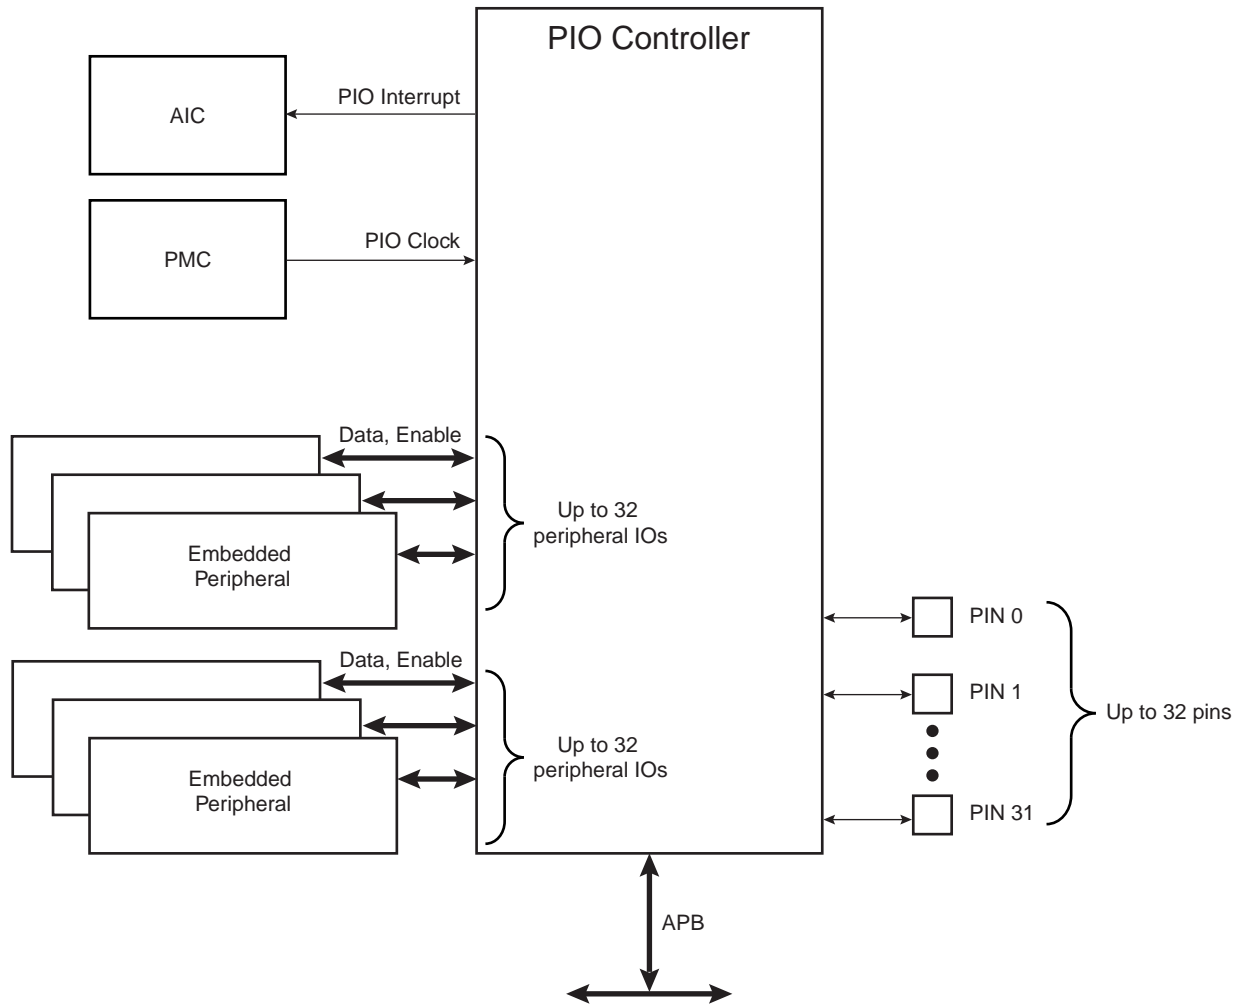 PIO Controller
PIO Interrupt
AIC
PIO Clock
PMC
Data, Enable
Up to 32
peripheral IOs
Embedded
Peripheral
PIN 0
Data, Enable
PIN 1
Up to 32 pins
Up to 32
peripheral IOs
Embedded
Peripheral
PIN 31
APB